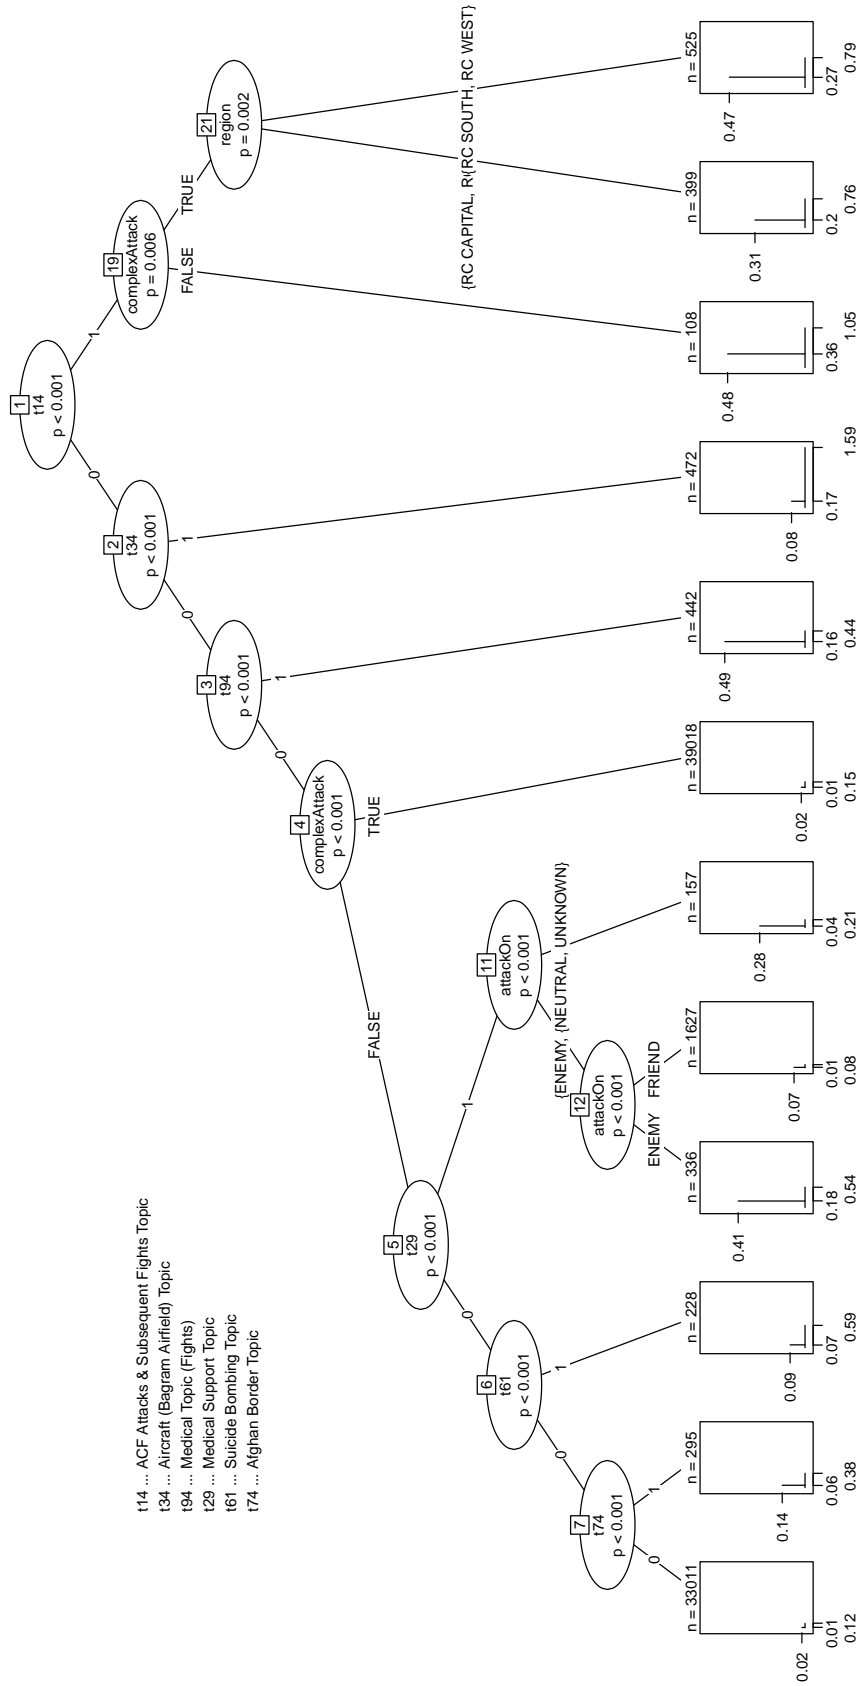 1
t14
p < 0.001
0
1
2
t34
p < 0.001
19
complexAttack
p = 0.006
0
1
FALSE
TRUE
3
t94
p < 0.001
21
region
p = 0.002
0
1
4
complexAttack
p < 0.001
FALSE
TRUE
5
t29
p < 0.001
0
1
{RC CAPITAL, R{RC SOUTH, RC WEST}
6
t61
p < 0.001
11
attackOn
p < 0.001
0
1
{ENEMY, {NEUTRAL, UNKNOWN}
7
t74
p < 0.001
12
attackOn
p < 0.001
0
1
ENEMY
FRIEND
t14 ... ACF Attacks & Subsequent Fights Topic
t34 ... Aircraft (Bagram Airfield) Topic
t94 ... Medical Topic (Fights)
t29 ... Medical Support Topic
t61 ... Suicide Bombing Topic
t74 ... Afghan Border Topic
n = 33011
0.02
0.01
0.12
n = 295
0.14
0.06
0.38
n = 228
0.09
0.07
0.59
n = 336
0.41
0.18
0.54
n = 1627
0.07
0.01
0.08
n = 157
0.28
0.04
0.21
n = 39018
0.02
0.01
0.15
n = 442
0.49
0.16
0.44
n = 472
0.08
0.17
1.59
n = 108
0.48
0.36
1.05
n = 399
0.31
0.2
0.76
n = 525
0.47
0.27
0.79